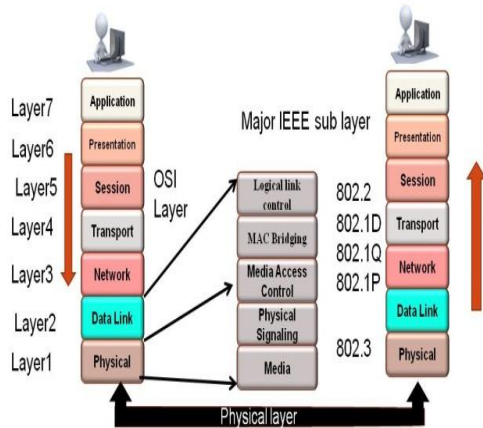 Layer7
Layer6
Layer5
Layer4
Layer3
Layer2
Layer1
Application
Presentation
Session
Transport
Network
Data Link
Physical
OSI
Layer
Major IEEE sub layer
Logical link
control
MAC Bridging
Media Access
Control
Physical
Signaling
Media
802.2
802.1D
802.1Q
802.1P
802.3
Application
Presentation
Session
Transport
Network
Data Link
Physical
Physical layer